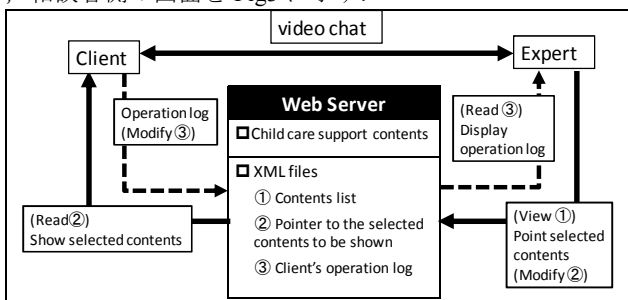 video chat
Client
Expert
Operation log
(Modify③)
Web Server
Child care support contents
XML files
① Contents list
② Pointer to the selected
contents to be shown
③ Client's operation log
(Read③)
Display
operation log
(Read②)
Show selected contents
(View①)
Point selected
contents
(Modify②)